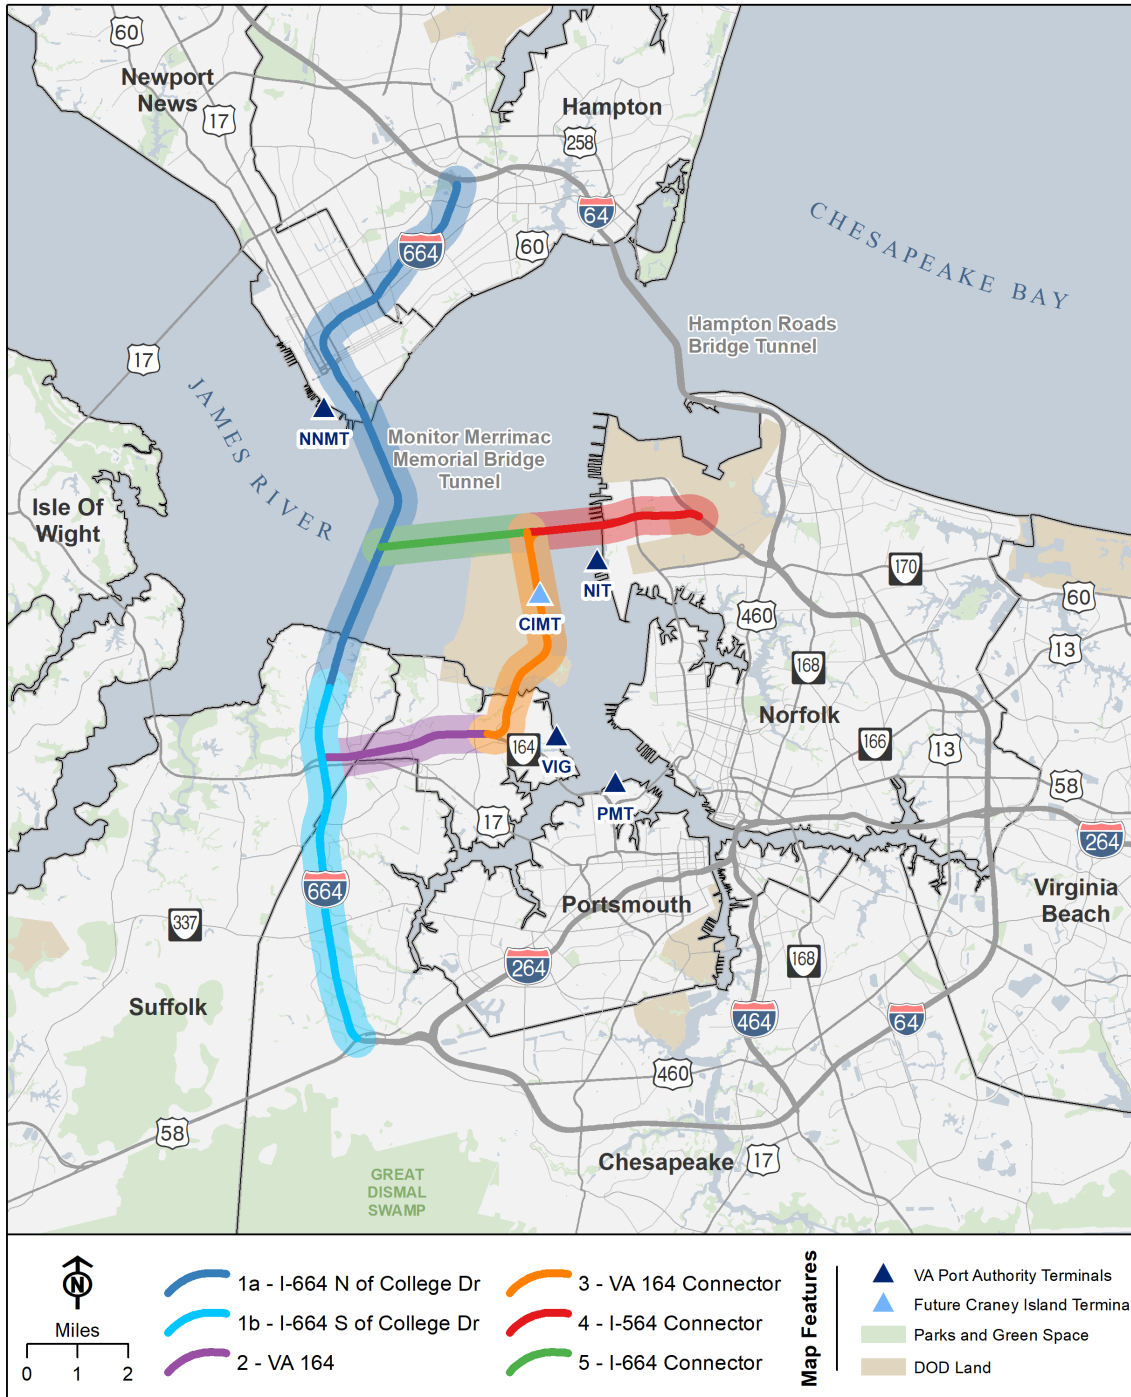 60
Newport
News
17
Hampton
258
64
664
60
CHESAPEAKE BAY
Hampton Roads
Bridge Tunnel
17
JAMES RIVER
NNMT
Monitor Merrimac
Memorial Bridge
Tunnel
Isle Of
Wight
170
NIT
60
460
CIMT
13
168
Norfolk
166
13
164
VIG
58
PMT
17
264
664
Portsmouth
Virginia
Beach
337
264
168
Suffolk
464
64
460
58
Chesapeake
17
GREAT
DISMAL
SWAMP
N
Miles
0 1 2
1a - I-664 N of College Dr
1b - I-664 S of College Dr
2 - VA 164
3 - VA 164 Connector
4 - I-564 Connector
5 - I-664 Connector
Map Features
VA Port Authority Terminals
Future Craney Island Termina
Parks and Green Space
DOD Land